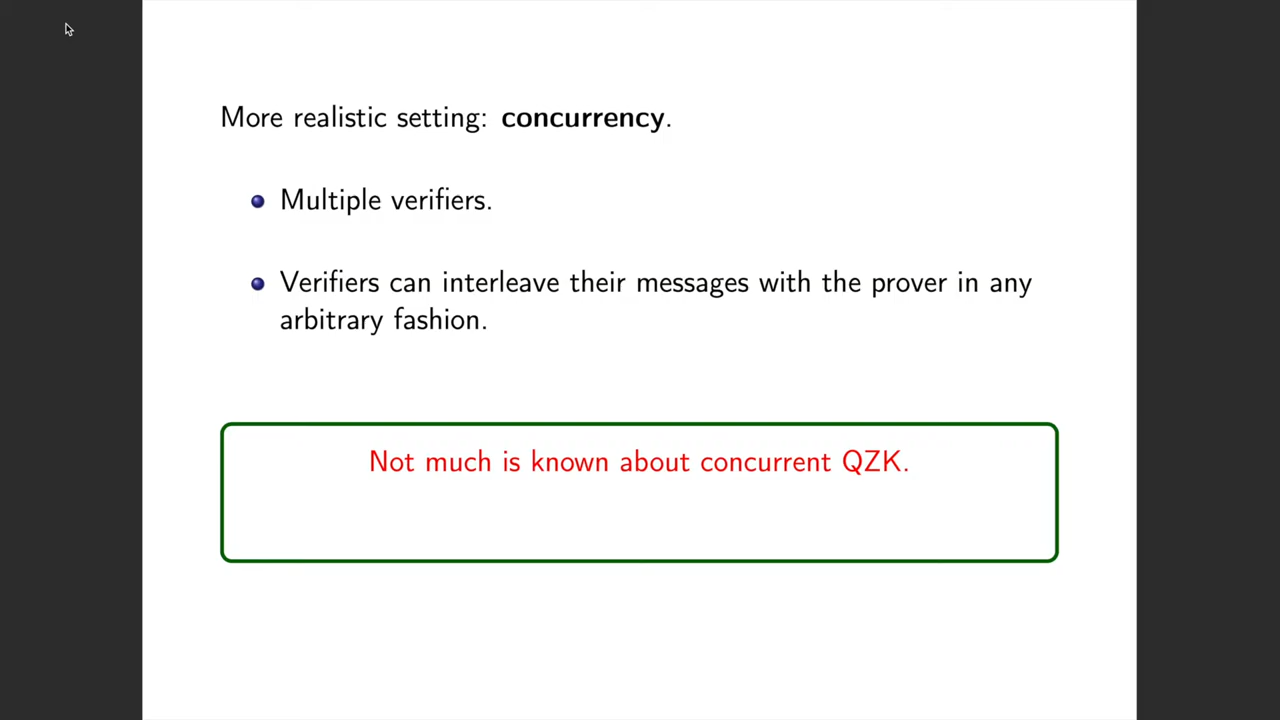 More realistic setting: concurrency.
Multiple verifiers.
Verifiers can interleave their messages with the prover in any
arbitrary fashion.
Not much is known about concurrent QZK.